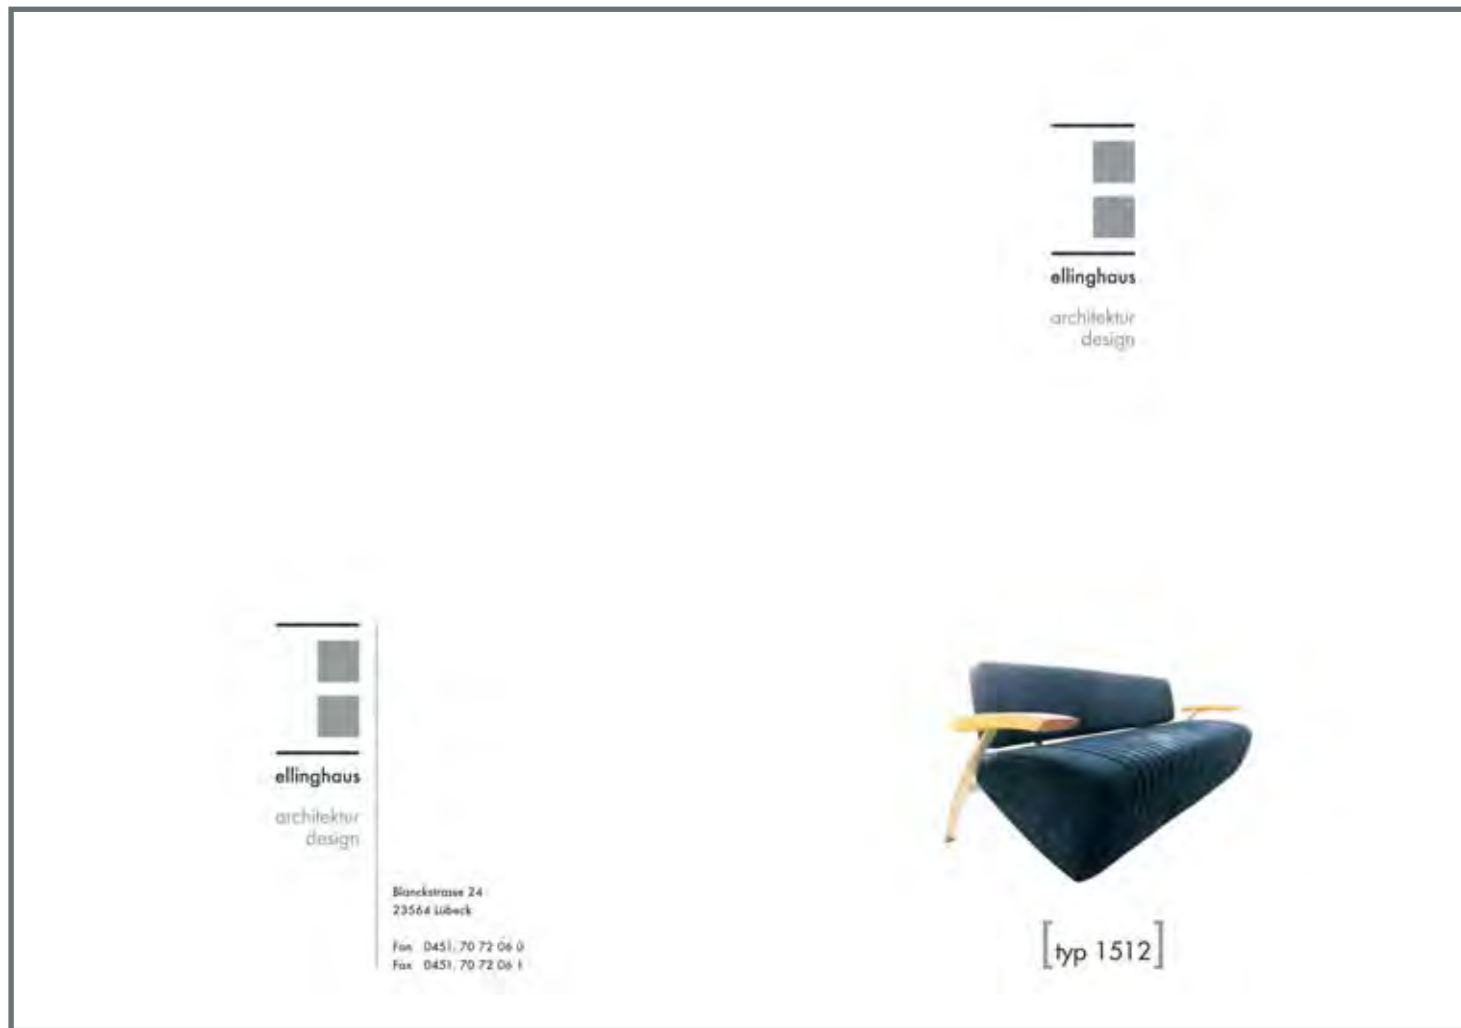 ellinghaus
architektur
design
Blanckstrasse 24
23564 Lübeck
Fon 0451. 70 72 06 0
Fax 0451. 70 72 06 1
ellinghaus
architektur
design
[typ 1512]